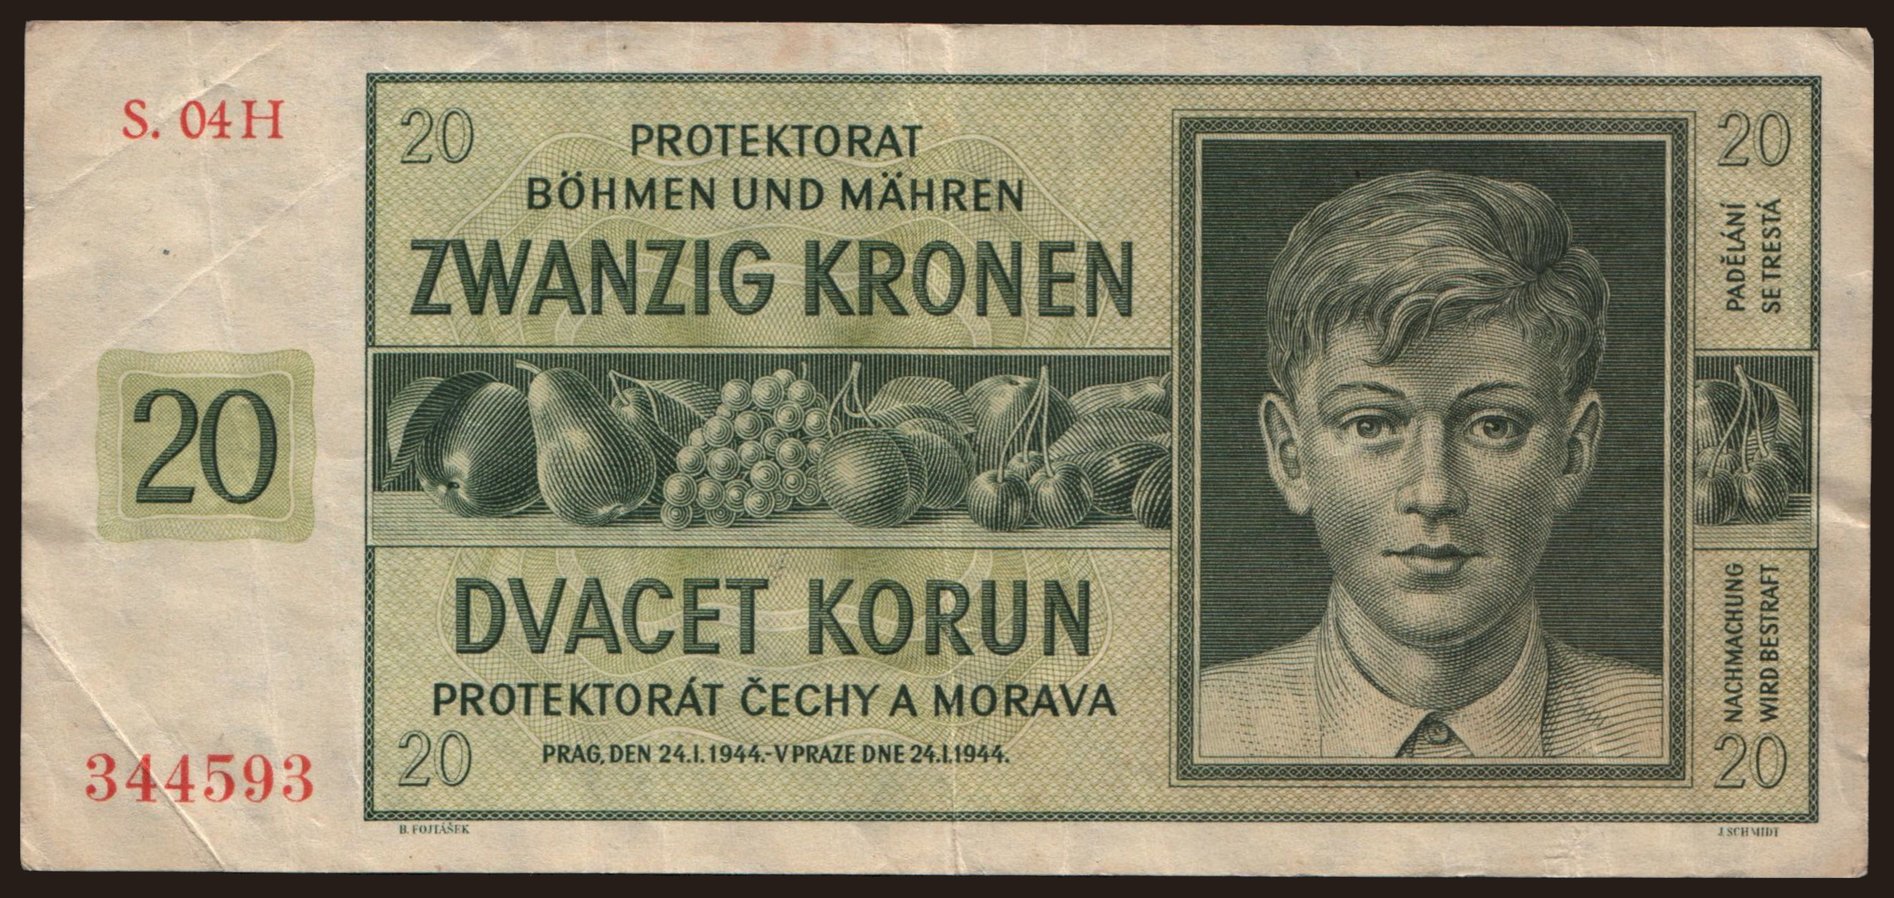 S. 04H
20
PROTEKTORAT
BÖHMEN UND MÄHREN
ZWANZIG KRONEN
20
PADĚLÁNÍ
SE TRESTÁ
20
DVACET KORUN
PROTEKTORÁT ČECHY A MORAVA
PRAG, DEN 24.I.1944.-V PRAZE DNE 24.I.1944.
NACHMACHUNG
WIRD BESTRAFT
344593
20
20
B. FOJTÁŠEK
J. SCHMIDT